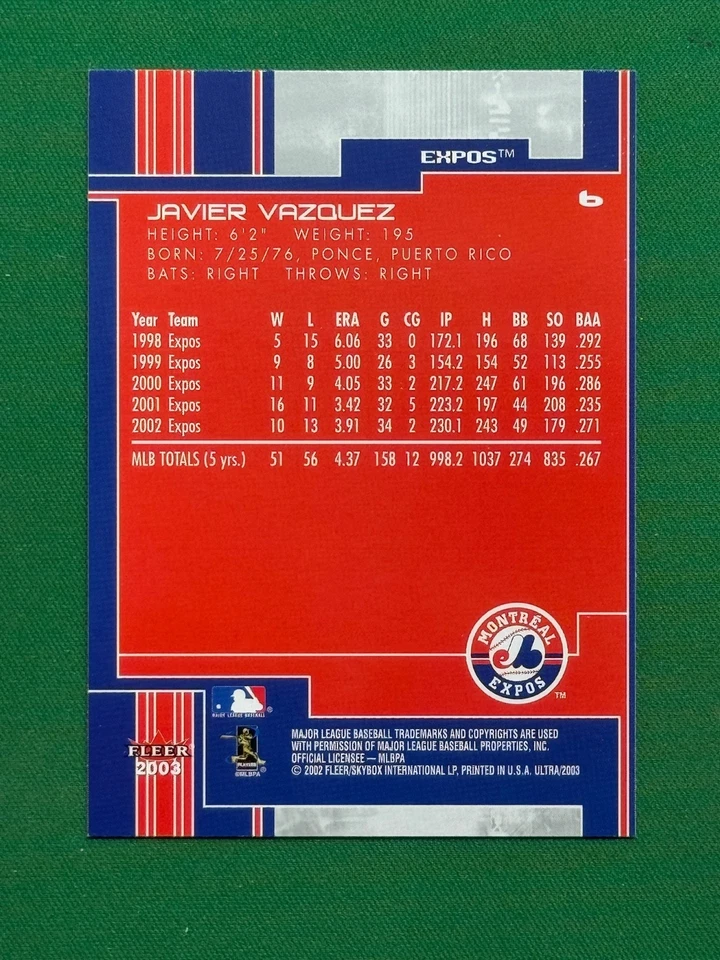 EXPOS™
6
JAVIER VAZQUEZ
HEIGHT: 6'2" WEIGHT: 195
BORN: 7/25/76, PONCE, PUERTO RICO
BATS: RIGHT THROWS: RIGHT
Year Team W L ERA G CG IP H BB SO BAA
1998 Expos 5 15 6.06 33 0 172.1 196 68 139 .292
1999 Expos 9 8 5.00 26 3 154.2 154 52 113 .255
2000 Expos 11 9 4.05 33 2 217.2 247 61 196 .286
2001 Expos 16 11 3.42 32 5 223.2 197 44 208 .235
2002 Expos 10 13 3.91 34 2 230.1 243 49 179 .271
MLB TOTALS (5 yrs.) 51 56 4.37 158 12 998.2 1037 274 835 .267
MONTRÉAL
EXPOS
™
MAJOR LEAGUE BASEBALL®
FLEER
2003
PLAYERS
©MLBPA
MAJOR LEAGUE BASEBALL TRADEMARKS AND COPYRIGHTS ARE USED
WITH PERMISSION OF MAJOR LEAGUE BASEBALL PROPERTIES, INC.
OFFICIAL LICENSEE — MLBPA
© 2002 FLEER/SKYBOX INTERNATIONAL LP, PRINTED IN U.S.A. ULTRA/2003